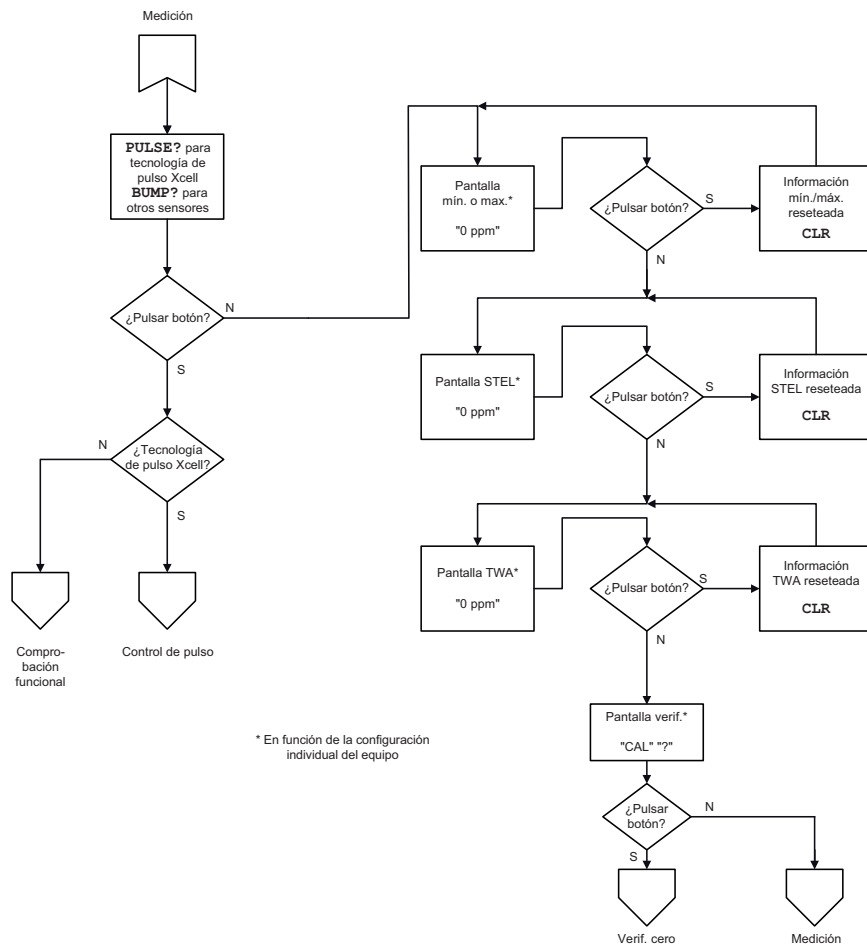 Medición
PULSE? para
tecnología de
pulso Xcell
BUMP? para
otros sensores
¿Pulsar botón?
N
S
¿Tecnología
de pulso Xcell?
N
S
Compro-
bación
funcional
Control de pulso
Pantalla
mín. o max.*
"0 ppm"
¿Pulsar botón?
S
N
Información
mín./máx.
reseteada
CLR
Pantalla STEL*
"0 ppm"
¿Pulsar botón?
S
N
Información
STEL reseteada
CLR
Pantalla TWA*
"0 ppm"
¿Pulsar botón?
S
N
Información
TWA reseteada
CLR
Pantalla verif.*
"CAL" "?"
¿Pulsar
botón?
N
S
Verif. cero
Medición
* En función de la configuración
individual del equipo